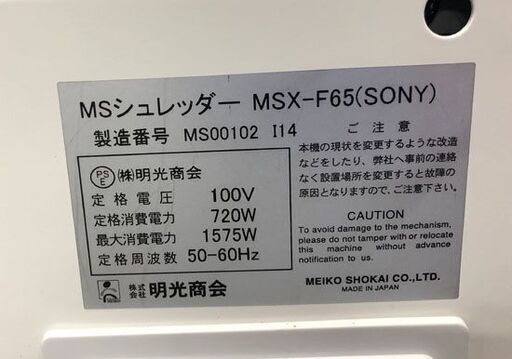 MSシュレッダー MSX-F65(SONY)
製造番号 MS00102 I14
PSE ㈱明光商会
定格電圧 100V
定格消費電力 720W
最大消費電力 1575W
定格周波数 50-60Hz
株式会社 明光商会
ご注意
本機の現状を変更するような改造
などをしたり、弊社へ事前の連絡
なく設置場所を変更すると故障の
原因となりますので、ご注意下さい。
CAUTION
To avoid damage to the mechanism,
please do not tamper with or relocate
this machine without advance
notification to us.
MEIKO SHOKAI CO.,LTD.
MADE IN JAPAN